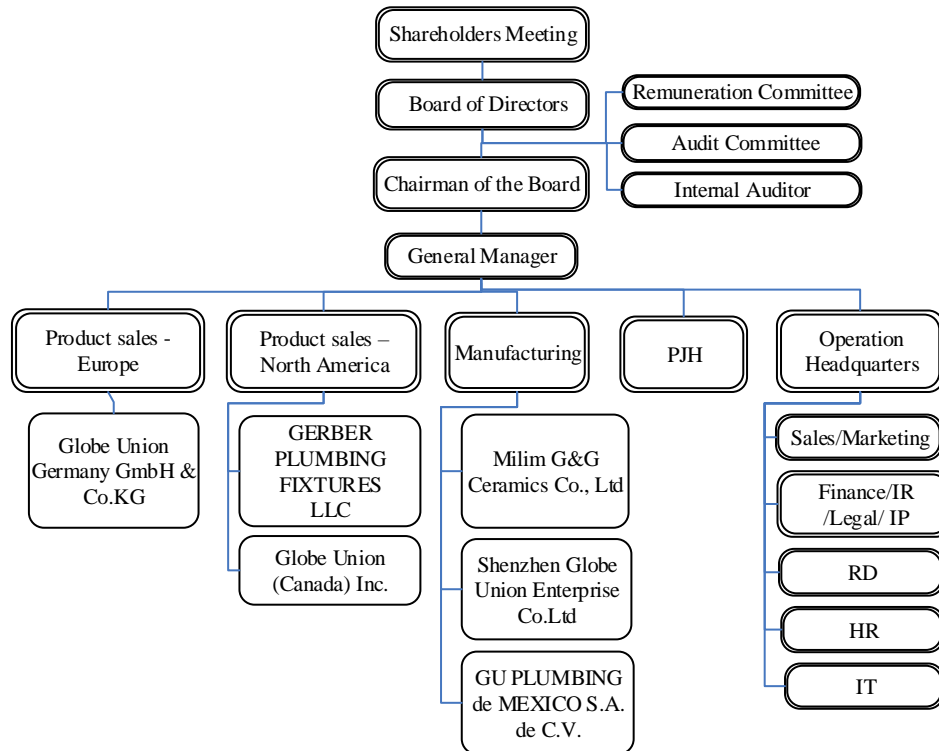 Shareholders Meeting
Board of Directors
Remuneration Committee
Audit Committee
Chairman of the Board
Internal Auditor
General Manager
Product sales -
Europe
Product sales –
North America
Manufacturing
PJH
Operation
Headquarters
Globe Union
Germany GmbH &
Co.KG
GERBER
PLUMBING
FIXTURES
LLC
Globe Union
(Canada) Inc.
Milim G&G
Ceramics Co., Ltd
Shenzhen Globe
Union Enterprise
Co.Ltd
GU PLUMBING
de MEXICO S.A.
de C.V.
Sales/Marketing
Finance/IR
/Legal/ IP
RD
HR
IT